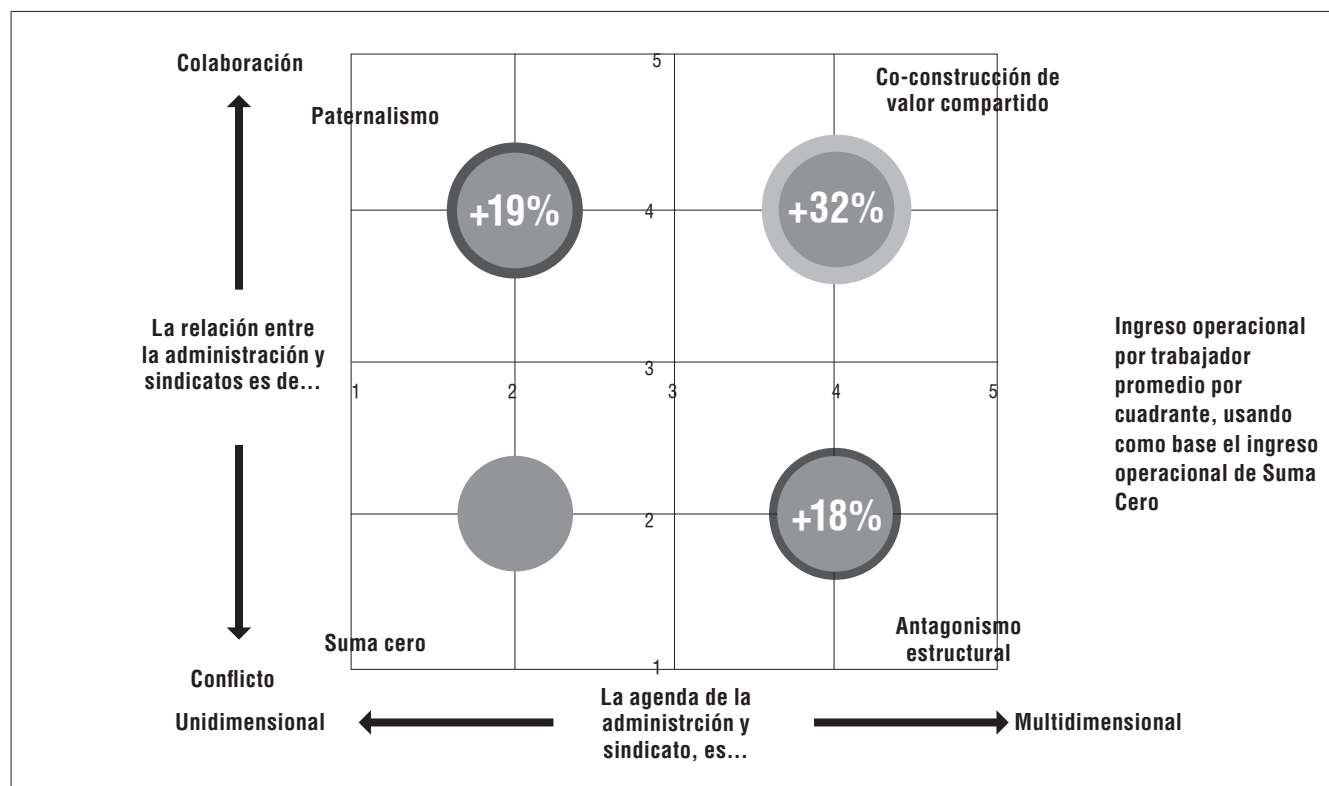 Colaboración
Paternalismo
5
Co-construcción de
valor compartido
+19%
4
+32%
La relación entre
la administración y
sindicatos es de...
3
1
2
3
4
5
Ingreso operacional
por trabajador
promedio por
cuadrante, usando
como base el ingreso
operacional de Suma
Cero
2
+18%
Suma cero
Antagonismo
estructural
1
Conflicto
Unidimensional
La agenda de la
administrción y
sindicato, es...
Multidimensional